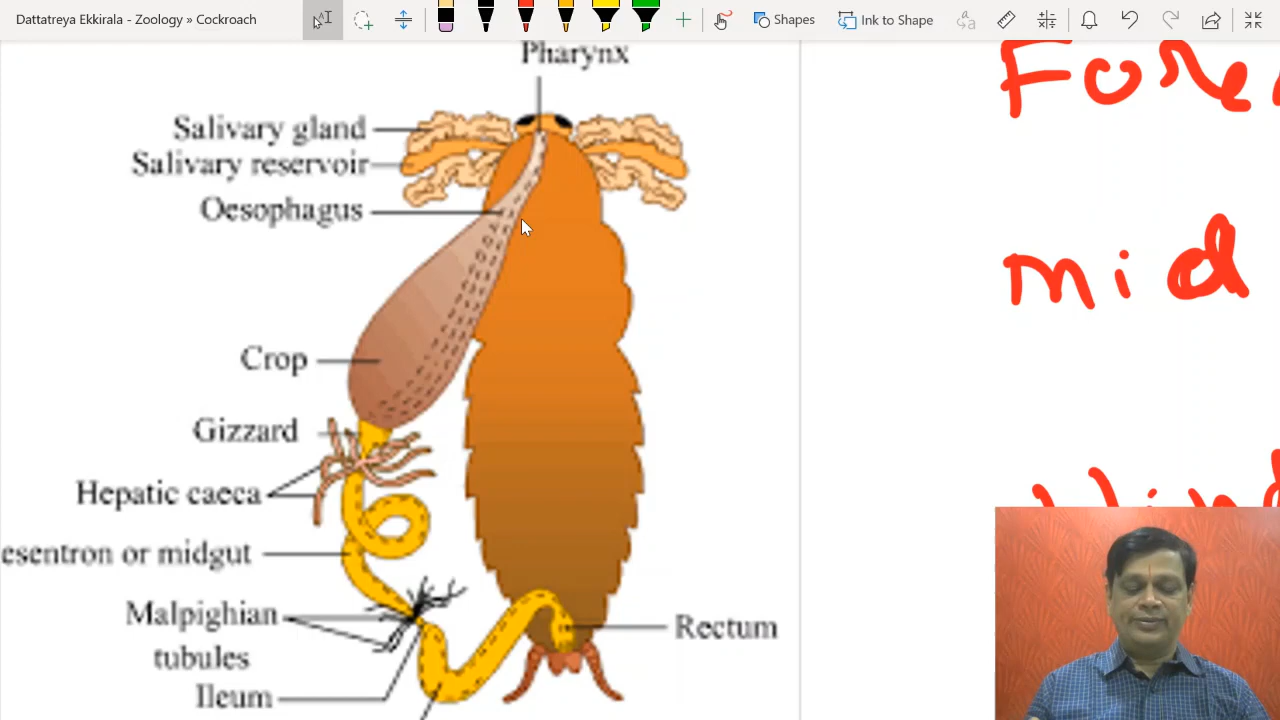 Dattatreya Ekkirala - Zoology » Cockroach
Shapes
Ink to Shape
Pharynx
Salivary gland
Salivary reservoir
Oesophagus
Crop
Gizzard
Hepatic caeca
esentron or midgut
Malpighian
tubules
Ileum
Rectum
Fore
mid
Hind